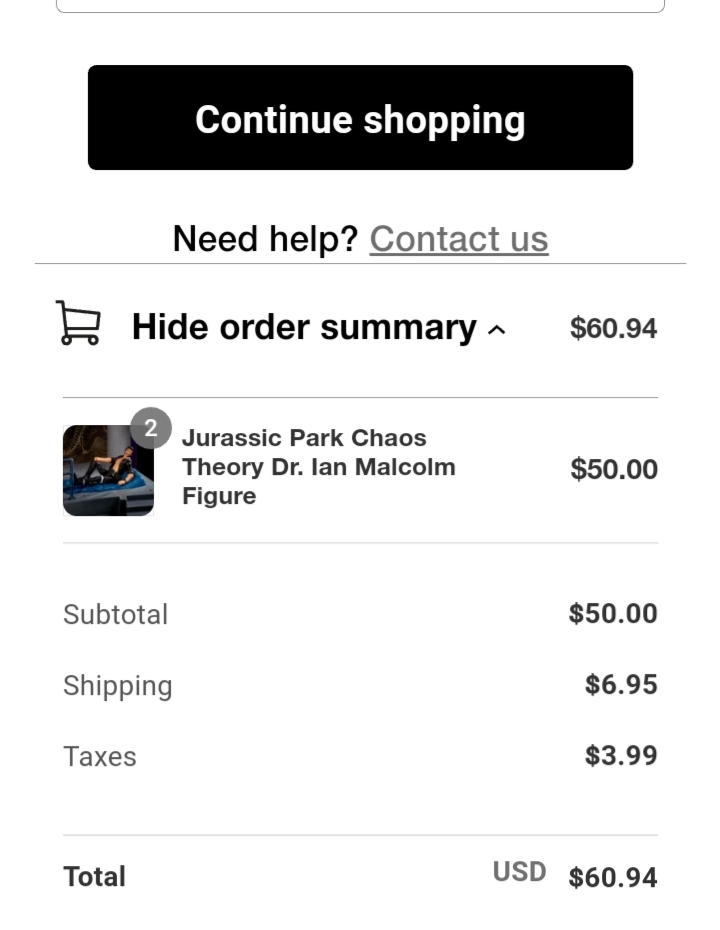 Continue shopping
Need help? Contact us
Hide order summary $60.94
2
Jurassic Park Chaos
Theory Dr. Ian Malcolm
Figure
$50.00
Subtotal $50.00
Shipping $6.95
Taxes $3.99
Total USD $60.94